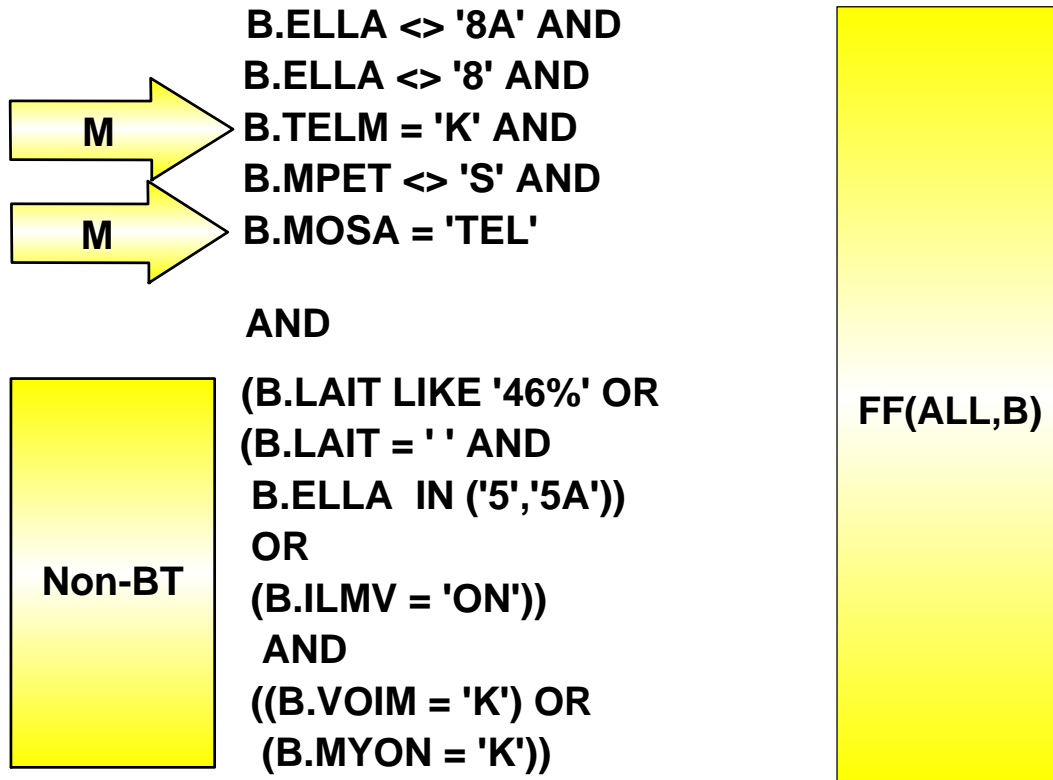 B.ELLA <> '8A' AND
B.ELLA <> '8' AND
M B.TELM = 'K' AND
B.MPET <> 'S' AND
M B.MOSA = 'TEL'
AND
(B.LAIT LIKE '46%' OR
(B.LAIT = ' ' AND
B.ELLA IN ('5','5A'))
OR
Non-BT
(B.ILMV = 'ON'))
AND
((B.VOIM = 'K') OR
(B.MYON = 'K'))
FF(ALL,B)